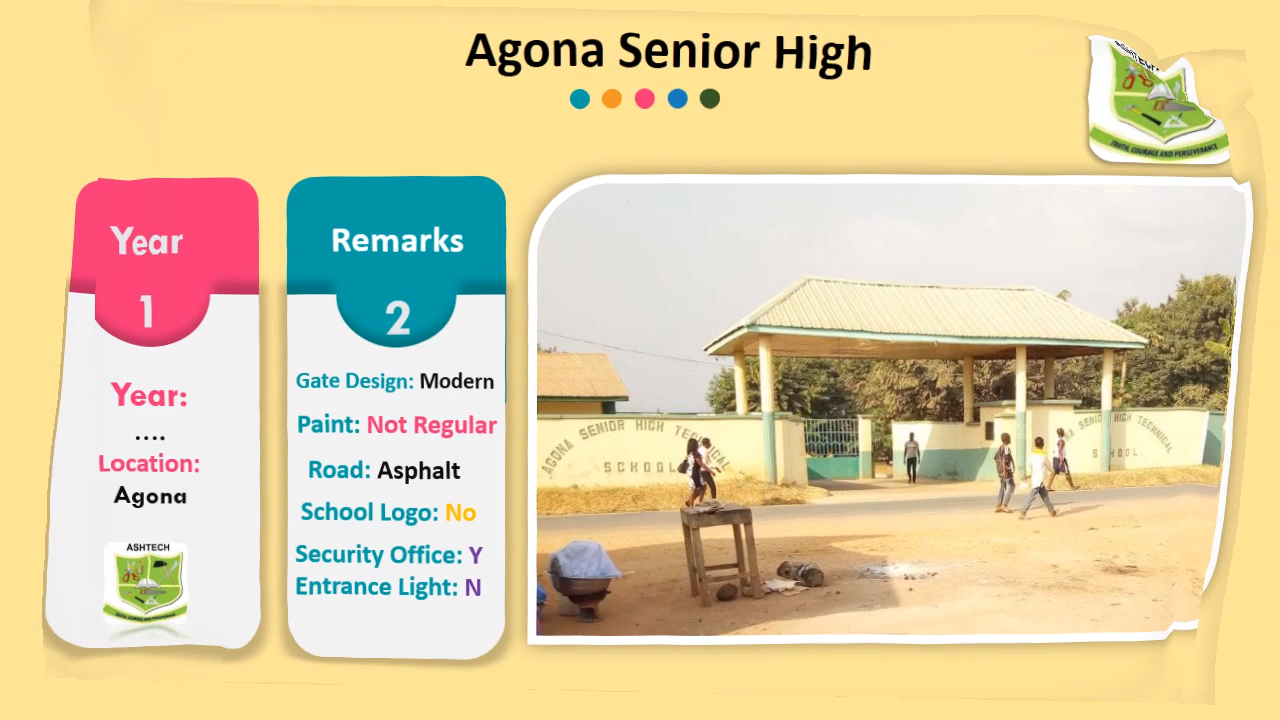 Agona Senior High
ASHTECH
TRUTH, COURAGE AND PERSEVERANCE
Year
1
Year:
....
Location:
Agona
ASHTECH
Remarks
2
Gate Design: Modern
Paint: Not Regular
Road: Asphalt
School Logo: No
Security Office: Y
Entrance Light: N
AGONA SENIOR HIGH TECHNICAL
SCHOOL
SENIOR HIGH TECHNICAL
SCHOOL